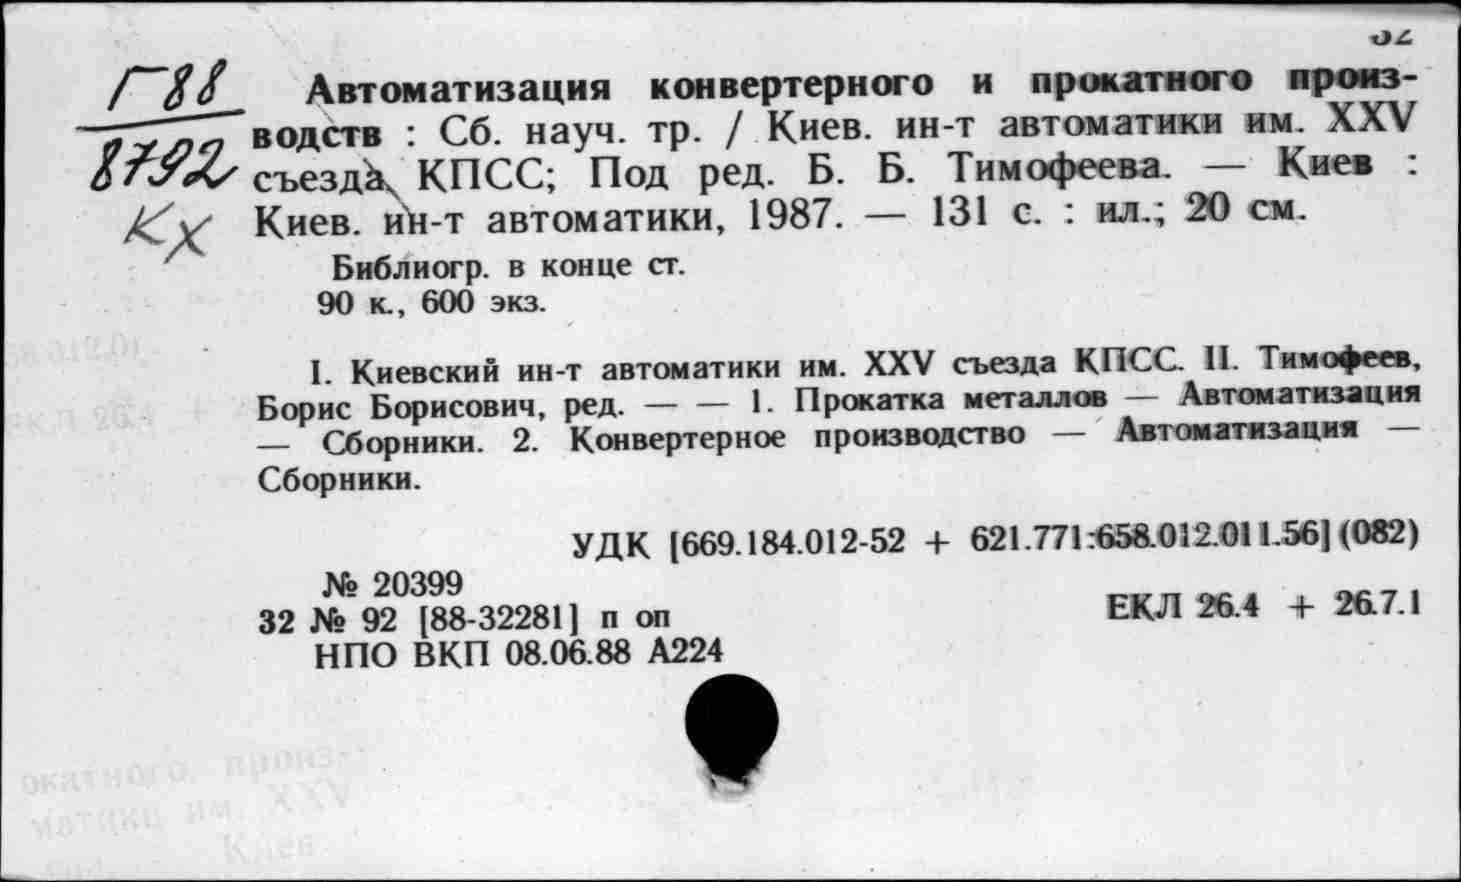 32
Г88 Автоматизация конвертерного и прокатного произ-
8792 водств : Сб. науч. тр. / Киев. ин-т автоматики им. XXV
съезда КПСС; Под ред. Б. Б. Тимофеева. — Киев :
Кх Киев. ин-т автоматики, 1987. — 131 с. : ил.; 20 см.
Библиогр. в конце ст.
90 к., 600 экз.
I. Киевский ин-т автоматики им. XXV съезда КПСС. II. Тимофеев,
Борис Борисович, ред. — — 1. Прокатка металлов — Автоматизация
— Сборники. 2. Конвертерное производство — Автоматизация —
Сборники.
УДК [669.184.012-52 + 621.771:658.012.011.56] (082)
№ 20399
32 № 92 [88-32281] п оп
ЕКЛ 26.4 + 26.7.1
НПО ВКП 08.06.88 А224